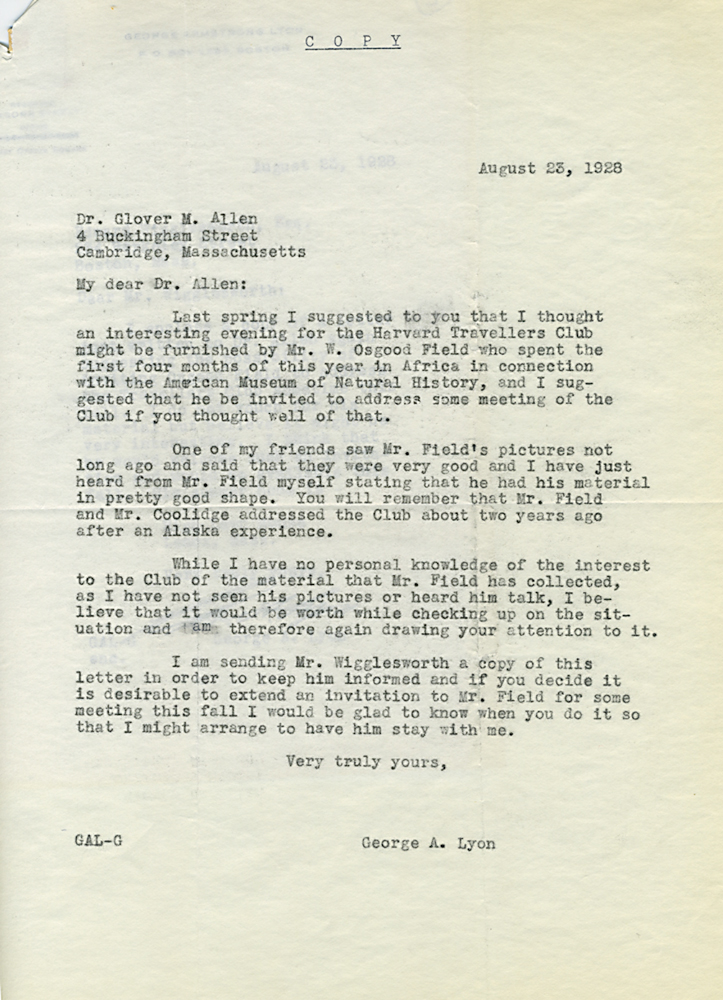 C O P Y
August 23, 1928
Dr. Glover M. Allen
4 Buckingham Street
Cambridge, Massachusetts
My dear Dr. Allen:
Last spring I suggested to you that I thought
an interesting evening for the Harvard Travellers Club
might be furnished by Mr. W. Osgood Field who spent the
first four months of this year in Africa in connection
with the American Museum of Natural History, and I sug-
gested that he be invited to address some meeting of the
Club if you thought well of that.
One of my friends saw Mr. Field's pictures not
long ago and said that they were very good and I have just
heard from Mr. Field myself stating that he had his material
in pretty good shape. You will remember that Mr. Field
and Mr. Coolidge addressed the Club about two years ago
after an Alaska experience.
While I have no personal knowledge of the interest
to the Club of the material that Mr. Field has collected,
as I have not seen his pictures or heard him talk, I be-
lieve that it would be worth while checking up on the sit-
uation and am therefore again drawing your attention to it.
I am sending Mr. Wigglesworth a copy of this
letter in order to keep him informed and if you decide it
is desirable to extend an invitation to Mr. Field for some
meeting this fall I would be glad to know when you do it so
that I might arrange to have him stay with me.
Very truly yours,
GAL-G
George A. Lyon